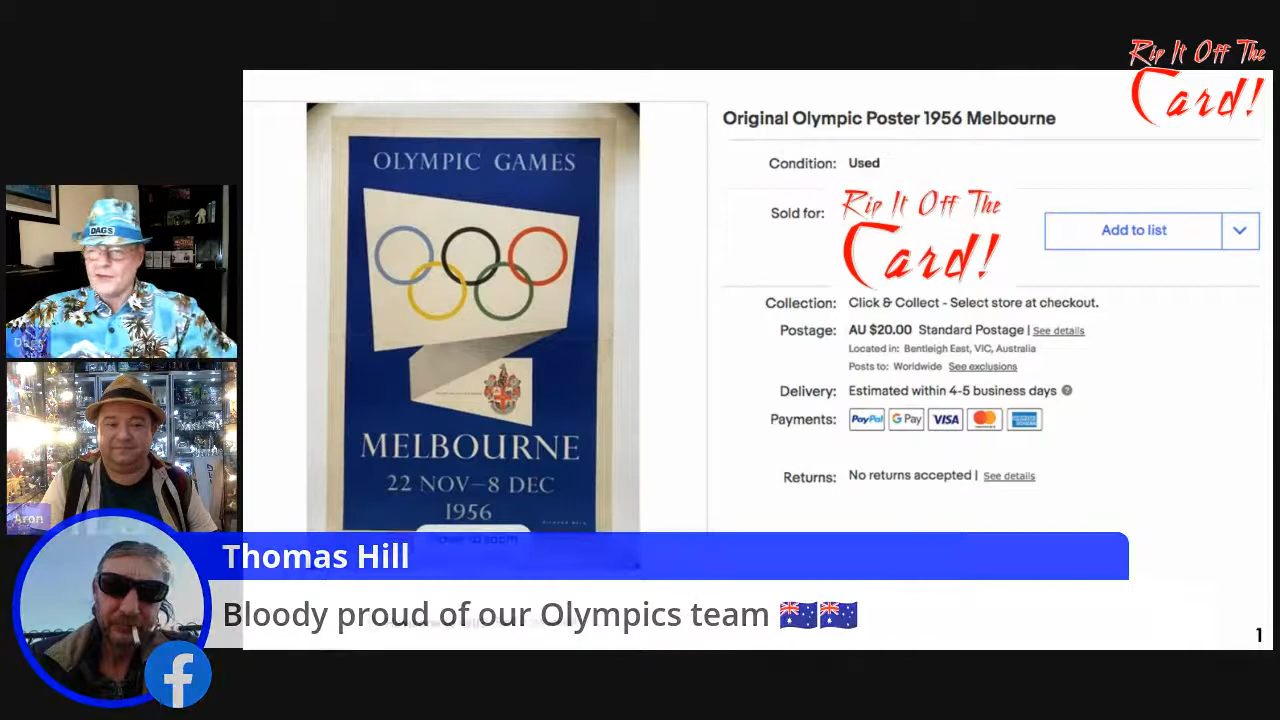 Rip It Off The
Card!
Original Olympic Poster 1956 Melbourne
OLYMPIC GAMES
MELBOURNE
22 NOV–8 DEC
1956
Condition: Used
Sold for:
Rip It Off The
Card!
Add to list
Collection: Click & Collect - Select store at checkout.
Postage: AU $20.00 Standard Postage | See details
Located in: Bentleigh East, VIC, Australia
Posts to: Worldwide See exclusions
Delivery: Estimated within 4-5 business days
Payments: PayPal G Pay VISA
Returns: No returns accepted | See details
DAGS
Dags
Aron
Thomas Hill
Bloody proud of our Olympics team 🇦🇺🇦🇺
1